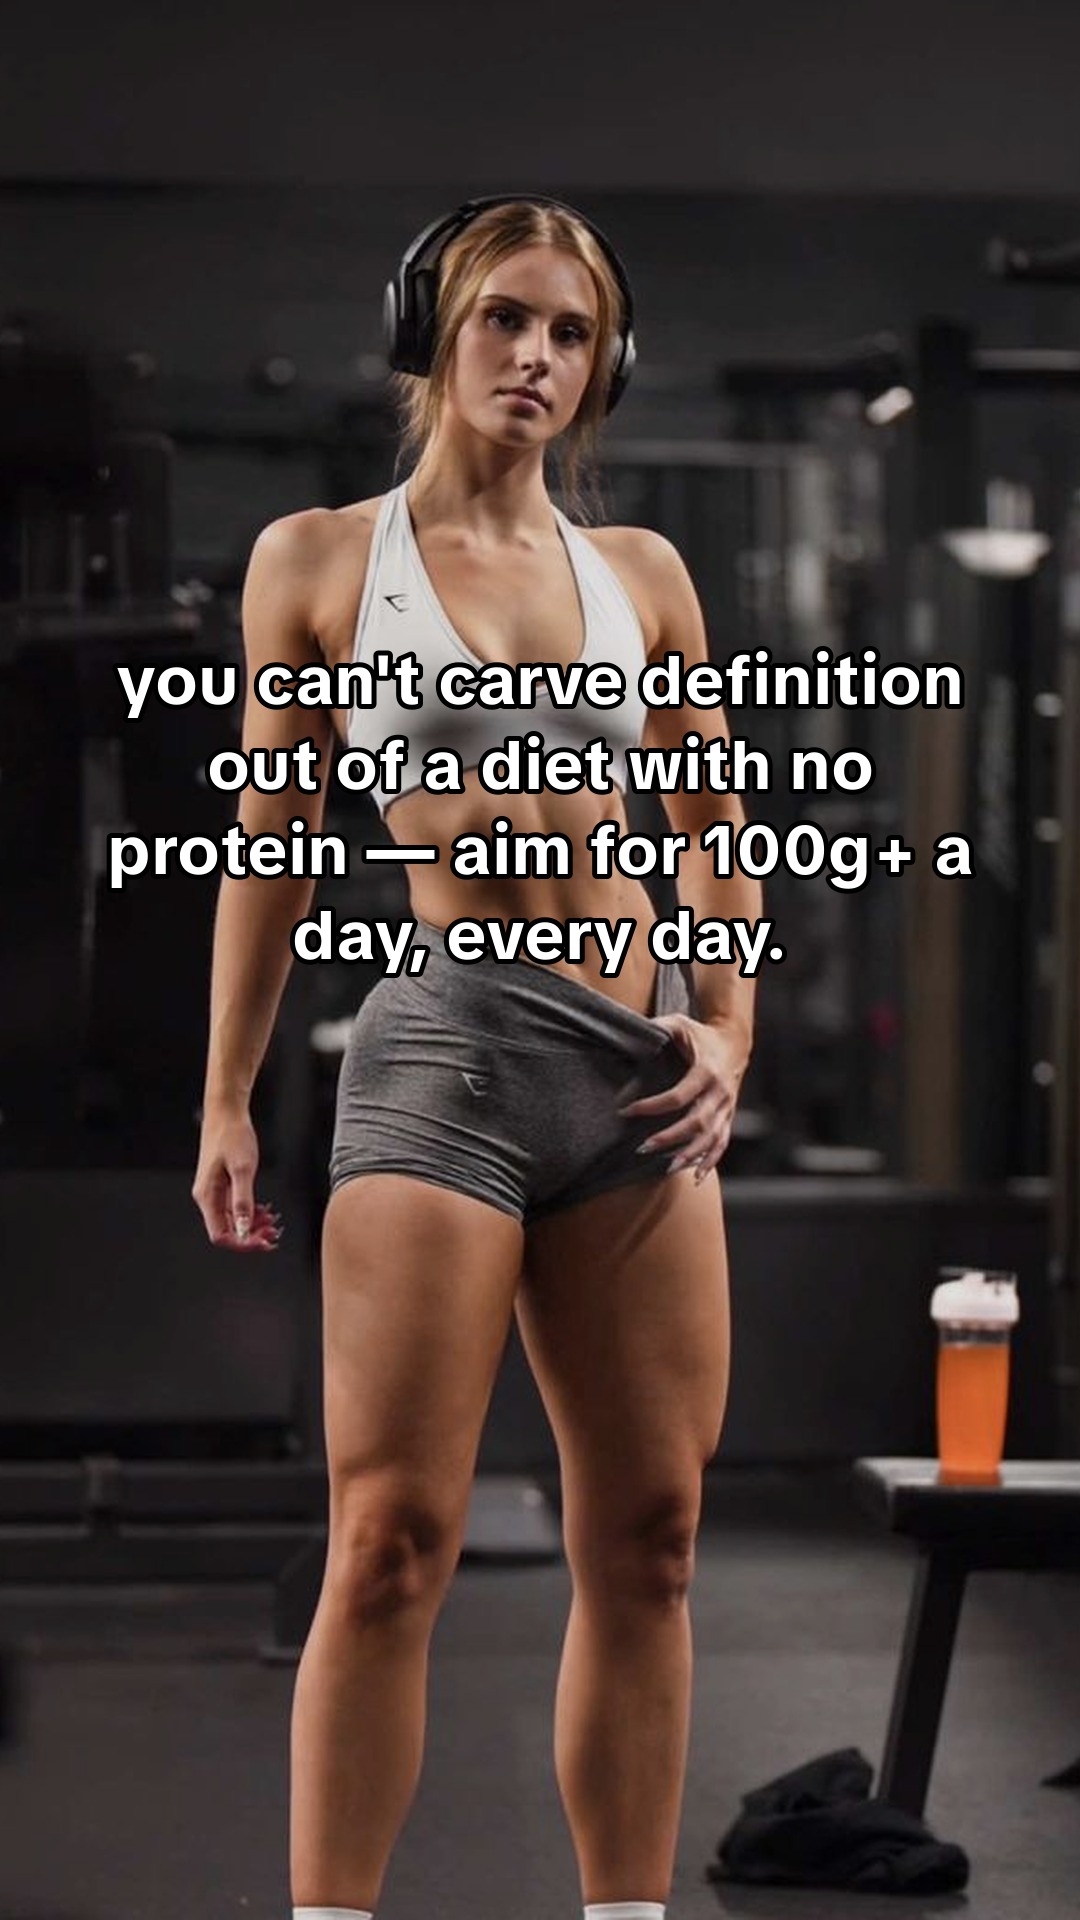 you can't carve definition
out of a diet with no
protein — aim for 100g+ a
day, every day.